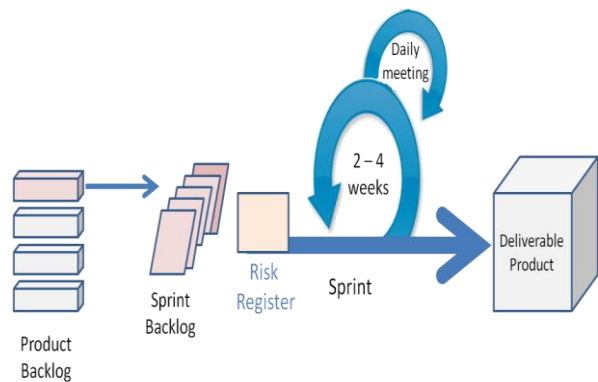 Daily
meeting
2 – 4
weeks
Deliverable
Product
Risk
Register
Sprint
Sprint
Backlog
Product
Backlog